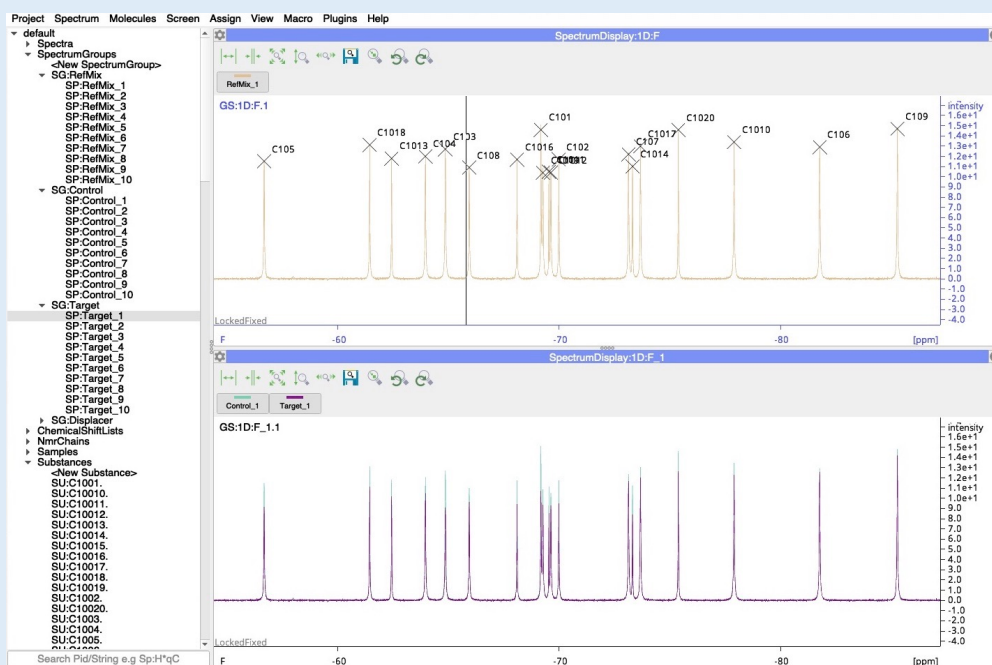 Project Spectrum Molecules Screen Assign View Macro Plugins Help
default
Spectra
SpectrumGroups
<New SpectrumGroup>
SG:RefMix
SP:RefMix_1
SP:RefMix_2
SP:RefMix_3
SP:RefMix_4
SP:RefMix_5
SP:RefMix_6
SP:RefMix_7
SP:RefMix_8
SP:RefMix_9
SP:RefMix_10
SG:Control
SP:Control_1
SP:Control_2
SP:Control_3
SP:Control_4
SP:Control_5
SP:Control_6
SP:Control_7
SP:Control_8
SP:Control_9
SP:Control_10
SG:Target
SP:Target_1
SP:Target_2
SP:Target_3
SP:Target_4
SP:Target_5
SP:Target_6
SP:Target_7
SP:Target_8
SP:Target_9
SP:Target_10
SG:Displacer
ChemicalShiftLists
NmrChains
Samples
Substances
<New Substance>
SU:C1001.
SU:C10010.
SU:C10011.
SU:C10012.
SU:C10013.
SU:C10014.
SU:C10015.
SU:C10016.
SU:C10017.
SU:C10018.
SU:C10019.
SU:C1002.
SU:C10020.
SU:C1003.
SU:C1004.
SU:C1005.
Search Pid/String e.g Sp:H*qC
SpectrumDisplay:1D:F
RefMix_1
GS:1D:F.1
C105
C1018
C1013
C104
C103
C108
C1016
C101
C102
C107
C1017
C1014
C1020
C1010
C106
C109
intensity
1.6e+1
1.5e+1
1.4e+1
1.3e+1
1.2e+1
1.1e+1
1.0e+1
9.0
8.0
7.0
6.0
5.0
4.0
3.0
2.0
1.0
0.0
-1.0
-2.0
-3.0
-4.0
LockedFixed
F -60 -70 -80 [ppm]
SpectrumDisplay:1D:F_1
Control_1 Target_1
GS:1D:F_1.1
intensity
1.6e+1
1.5e+1
1.4e+1
1.3e+1
1.2e+1
1.1e+1
1.0e+1
9.0
8.0
7.0
6.0
5.0
4.0
3.0
2.0
1.0
0.0
-1.0
-2.0
-3.0
-4.0
LockedFixed
F -60 -70 -80 [ppm]